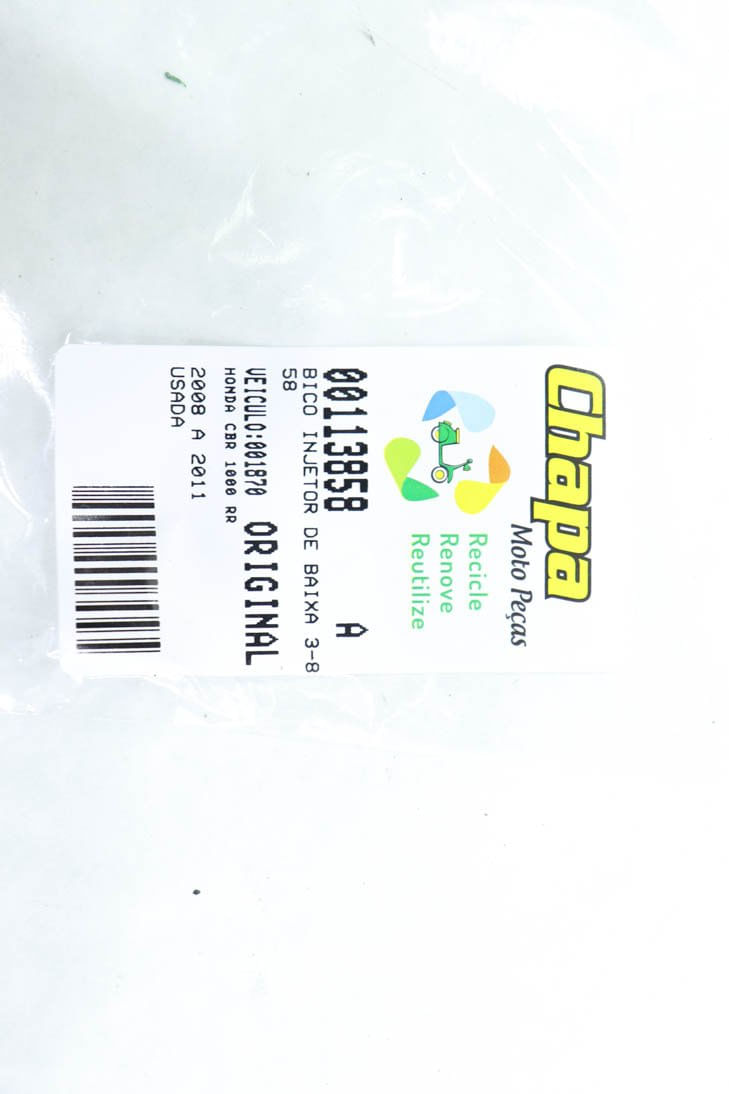 Chapa
Moto Peças
Recicle
Renove
Reutilize
00113858 A
BICO INJETOR DE BAIXA 3-8
58
VEICULO:001870 ORIGINAL
HONDA CBR 1000 RR
2008 A 2011
USADA